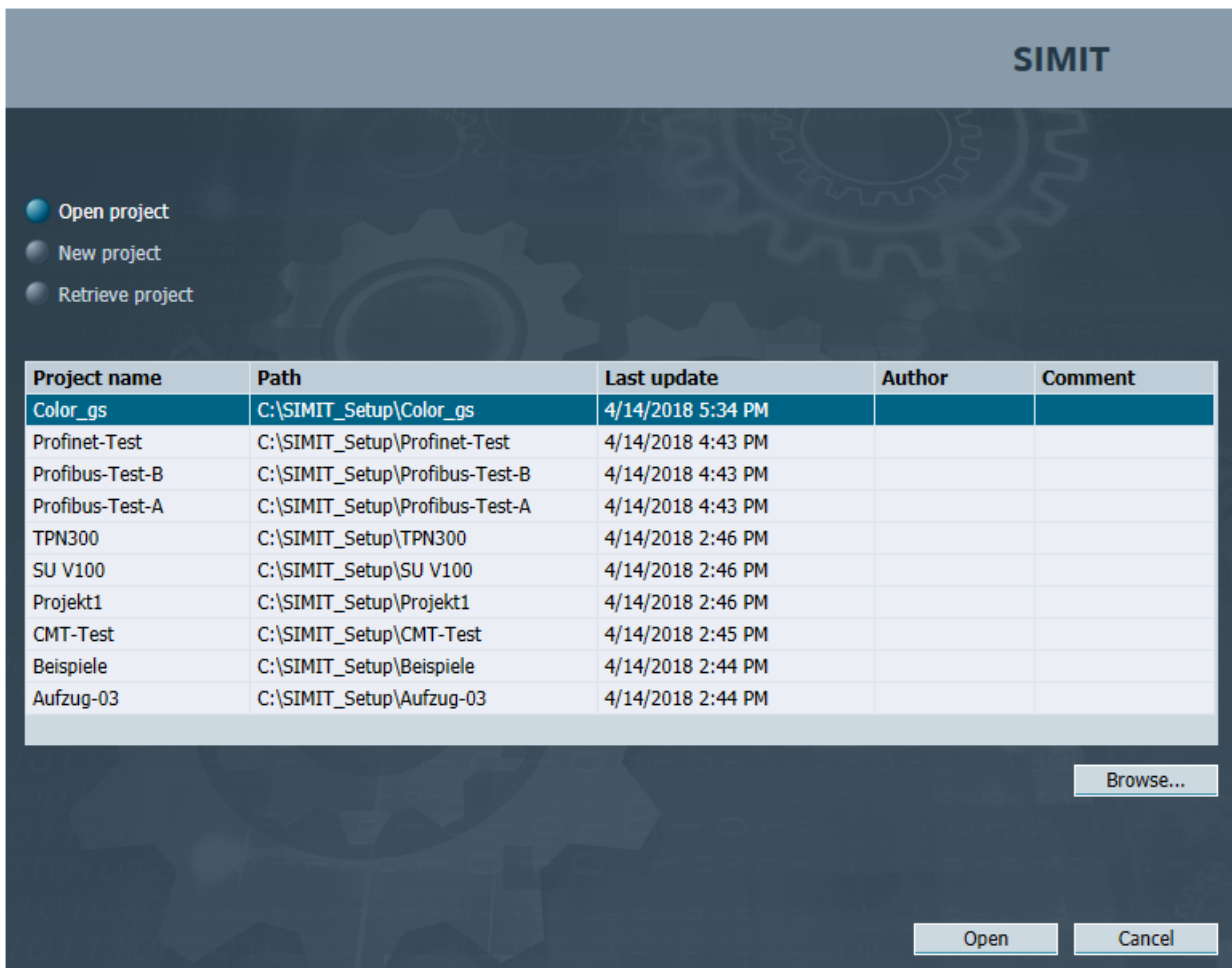 SIMIT
Open project
New project
Retrieve project
Project name Path Last update Author Comment
Color_gs C:\SIMIT_Setup\Color_gs 4/14/2018 5:34 PM
Profinet-Test C:\SIMIT_Setup\Profinet-Test 4/14/2018 4:43 PM
Profibus-Test-B C:\SIMIT_Setup\Profibus-Test-B 4/14/2018 4:43 PM
Profibus-Test-A C:\SIMIT_Setup\Profibus-Test-A 4/14/2018 4:43 PM
TPN300 C:\SIMIT_Setup\TPN300 4/14/2018 2:46 PM
SU V100 C:\SIMIT_Setup\SU V100 4/14/2018 2:46 PM
Projekt1 C:\SIMIT_Setup\Projekt1 4/14/2018 2:46 PM
CMT-Test C:\SIMIT_Setup\CMT-Test 4/14/2018 2:45 PM
Beispiele C:\SIMIT_Setup\Beispiele 4/14/2018 2:44 PM
Aufzug-03 C:\SIMIT_Setup\Aufzug-03 4/14/2018 2:44 PM
Browse...
Open Cancel